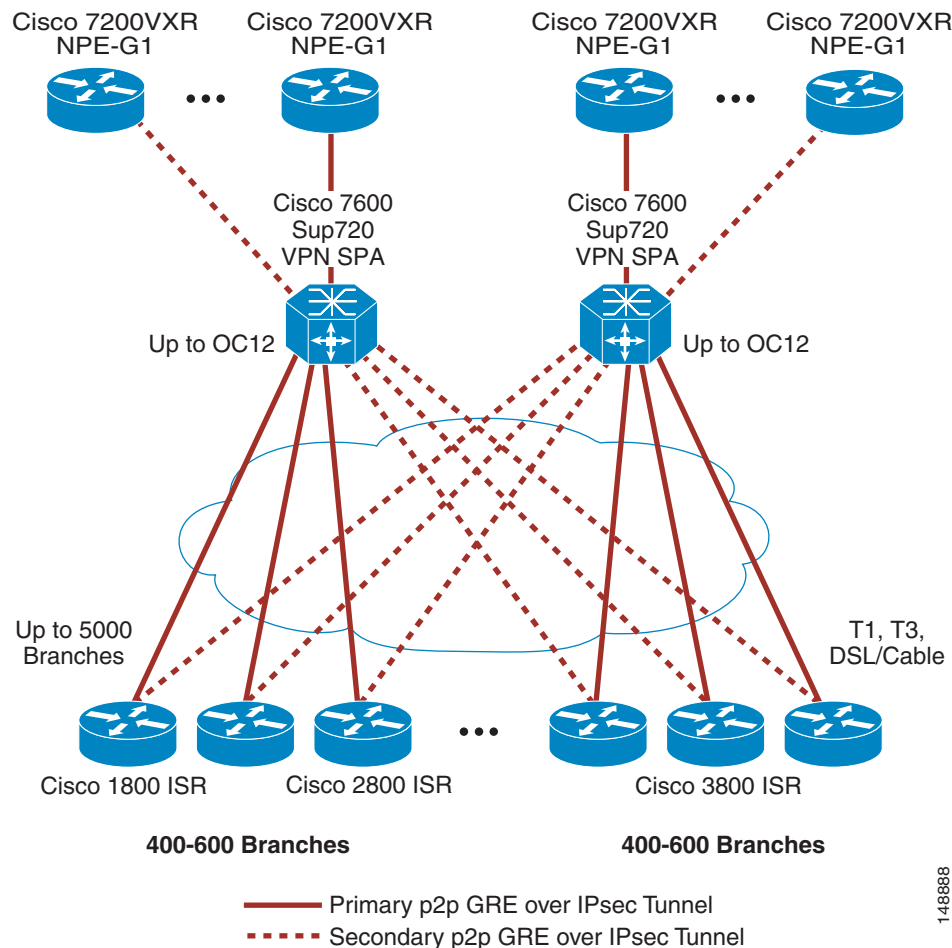 Cisco 7200VXR
NPE-G1
Cisco 7200VXR
NPE-G1
Cisco 7200VXR
NPE-G1
Cisco 7200VXR
NPE-G1
Cisco 7600
Sup720
VPN SPA
Cisco 7600
Sup720
VPN SPA
Up to OC12
Up to OC12
Up to 5000
Branches
T1, T3,
DSL/Cable
Cisco 1800 ISR
Cisco 2800 ISR
Cisco 3800 ISR
400-600 Branches
400-600 Branches
Primary p2p GRE over IPsec Tunnel
Secondary p2p GRE over IPsec Tunnel
148888